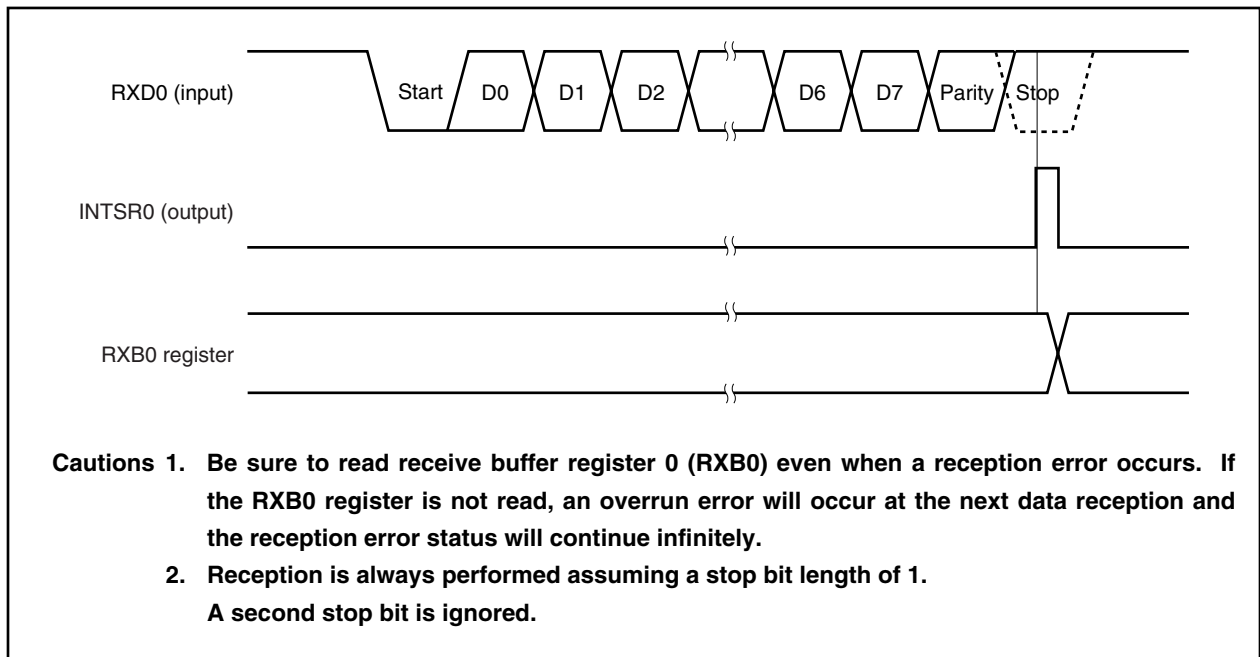 RXD0 (input)
Start D0 D1 D2 D6 D7 Parity Stop
INTSR0 (output)
RXB0 register
Cautions 1. Be sure to read receive buffer register 0 (RXB0) even when a reception error occurs. If
the RXB0 register is not read, an overrun error will occur at the next data reception and
the reception error status will continue infinitely.
2. Reception is always performed assuming a stop bit length of 1.
A second stop bit is ignored.